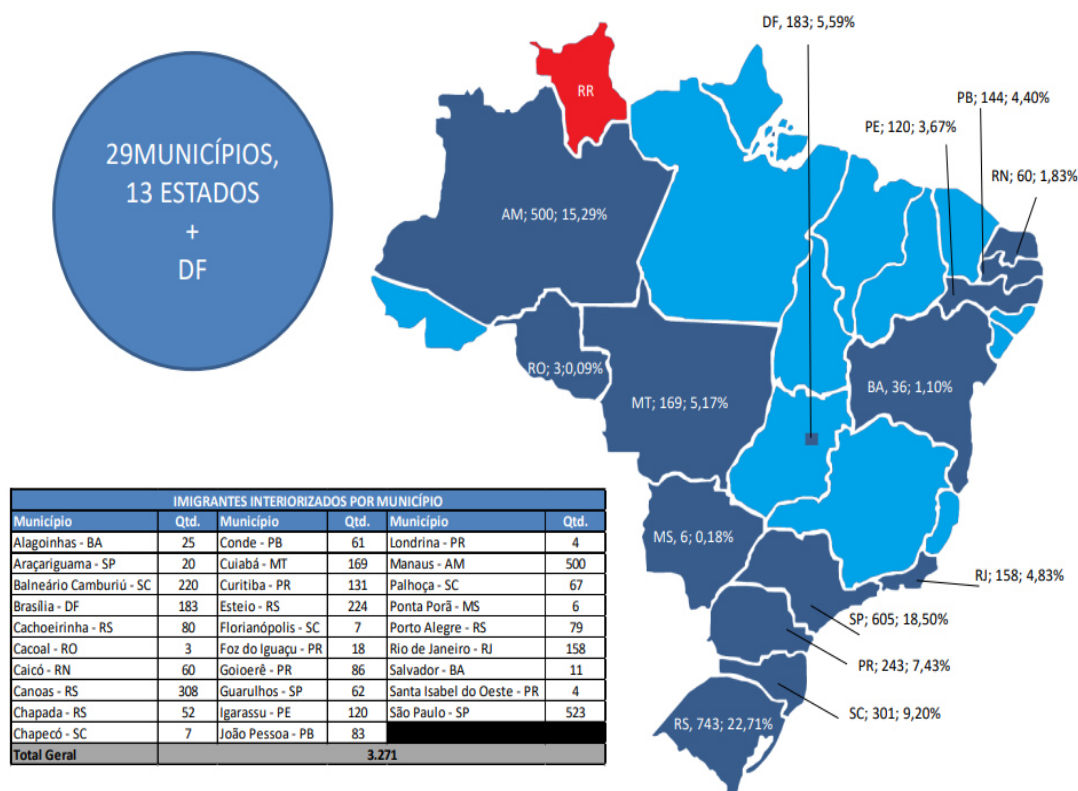 29MUNICÍPIOS,
13 ESTADOS
+
DF
DF, 183; 5,59%
PB; 144; 4,40%
PE; 120; 3,67%
RN; 60; 1,83%
RR
AM; 500; 15,29%
RO; 3;0,09%
MT; 169; 5,17%
BA, 36; 1,10%
MS, 6; 0,18%
RJ; 158; 4,83%
SP; 605; 18,50%
PR; 243; 7,43%
SC; 301; 9,20%
RS, 743; 22,71%
IMIGRANTES INTERIORIZADOS POR MUNICÍPIO
Município Qtd. Município Qtd. Município Qtd.
Alagoinhas - BA 25 Conde - PB 61 Londrina - PR 4
Araçariguama - SP 20 Cuiabá - MT 169 Manaus - AM 500
Balneário Camburiú - SC 220 Curitiba - PR 131 Palhoça - SC 67
Brasília - DF 183 Esteio - RS 224 Ponta Porã - MS 6
Cachoeirinha - RS 80 Florianópolis - SC 7 Porto Alegre - RS 79
Cacoal - RO 3 Foz do Iguaçu - PR 18 Rio de Janeiro - RJ 158
Caicó - RN 60 Goioerê - PR 86 Salvador - BA 11
Canoas - RS 308 Guarulhos - SP 62 Santa Isabel do Oeste - PR 4
Chapada - RS 52 Igarassu - PE 120 São Paulo - SP 523
Chapecó - SC 7 João Pessoa - PB 83
Total Geral 3.271